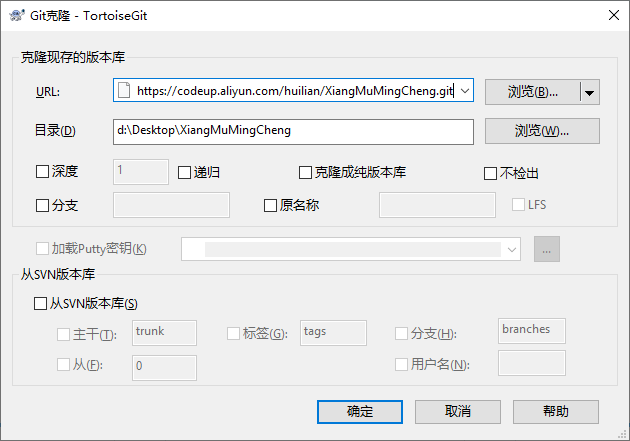 Git克隆 - TortoiseGit
克隆现存的版本库
URL: https://codeup.aliyun.com/huilian/XiangMuMingCheng.git 浏览(B)...
目录(D) d:\Desktop\XiangMuMingCheng 浏览(W)...
深度 1 递归 克隆成纯版本库 不检出
分支 原名称 LFS
加载Putty密钥(K) ...
从SVN版本库
从SVN版本库(S)
主干(T): trunk 标签(G): tags 分支(H): branches
从(F): 0 用户名(N):
确定 取消 帮助